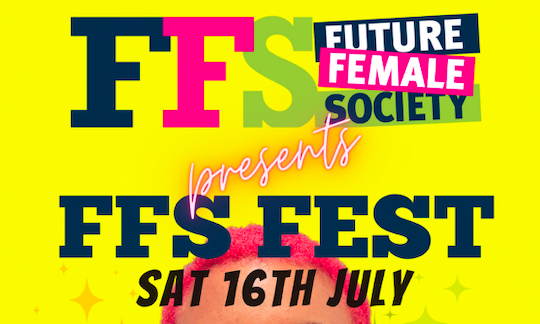 FFS
FUTURE
FEMALE
SOCIETY
presents
FFS FEST
SAT 16TH JULY